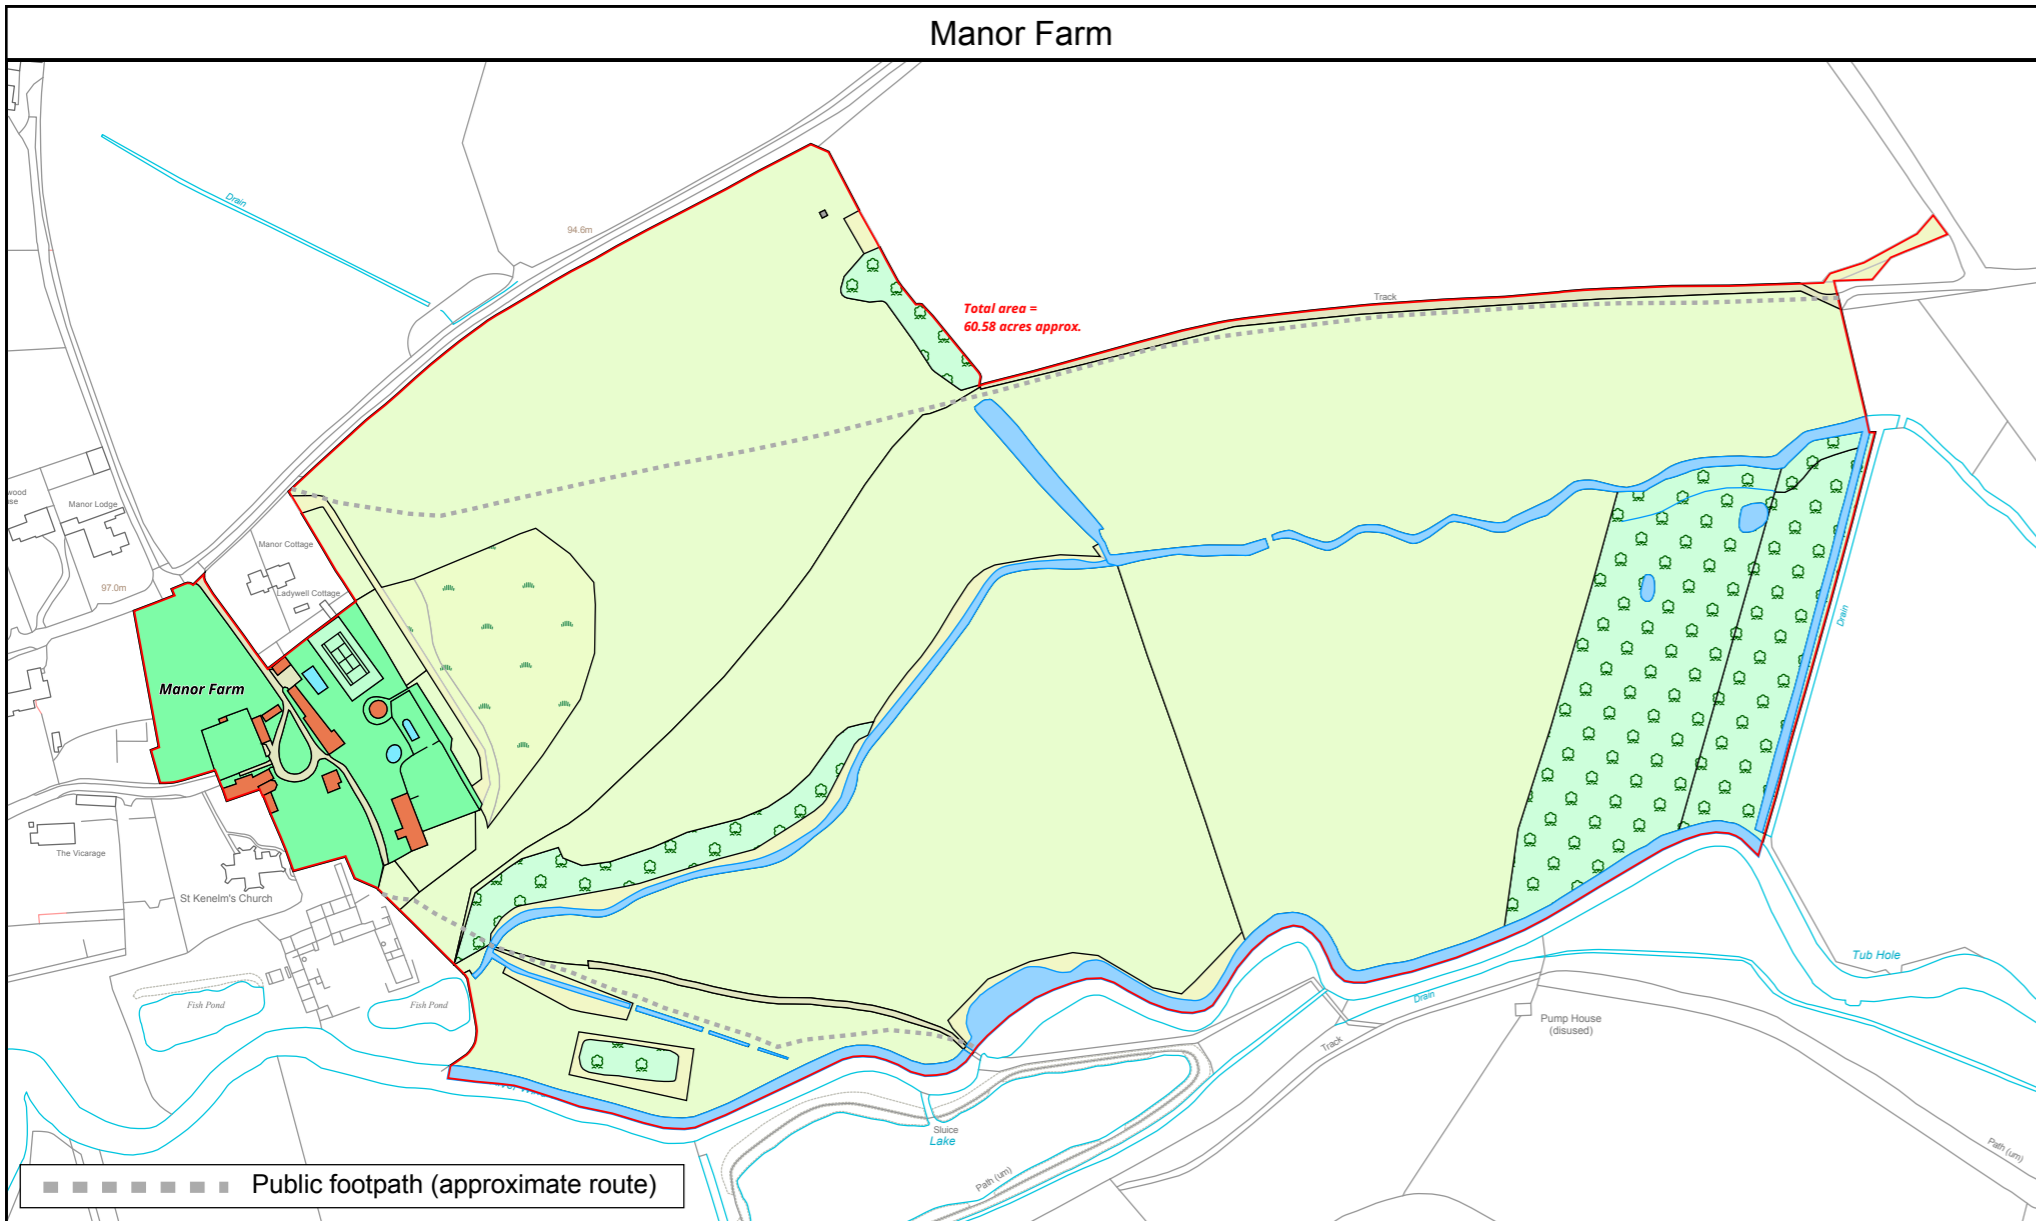 Manor Farm
Drain
94.6m
Track
Total area =
60.58 acres approx.
wood
Manor Lodge
Manor Cottage
97.0m
Ladywell Cottage
Manor Farm
Drain
The Vicarage
St Kenelm's Church
Fish Pond
Fish Pond
Tub Hole
Drain
Pump House
(disused)
Track
Sluice
Lake
Path (um)
Path (um)
Public footpath (approximate route)